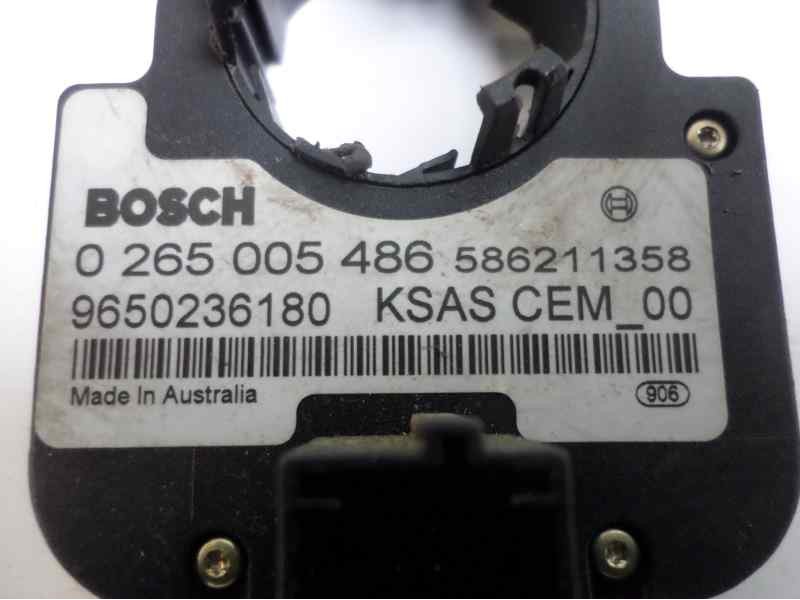 BOSCH
0 265 005 486 586211358
9650236180 KSAS CEM_00
Made In Australia 906